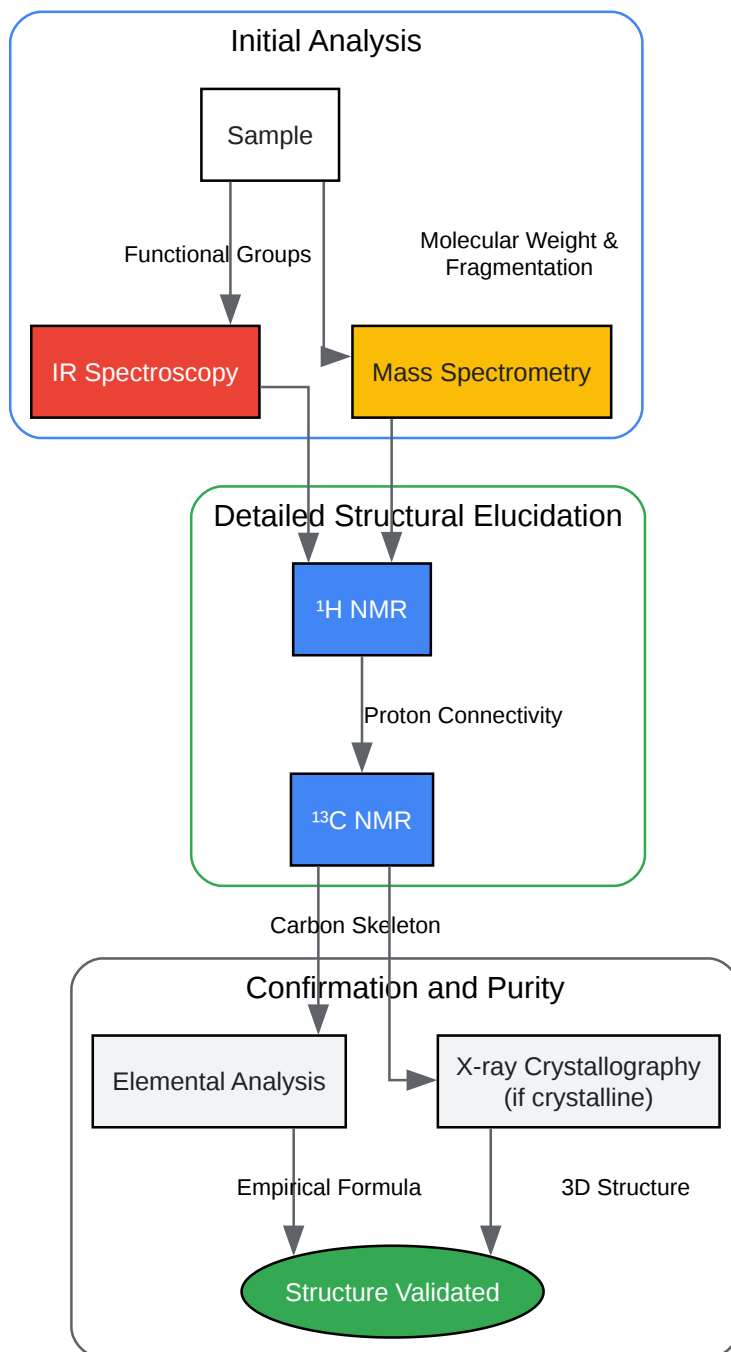 Initial Analysis
Sample
Functional Groups
Molecular Weight &
Fragmentation
IR Spectroscopy
Mass Spectrometry
Detailed Structural Elucidation
¹H NMR
Proton Connectivity
¹³C NMR
Carbon Skeleton
Confirmation and Purity
Elemental Analysis
X-ray Crystallography
(if crystalline)
Empirical Formula
3D Structure
Structure Validated